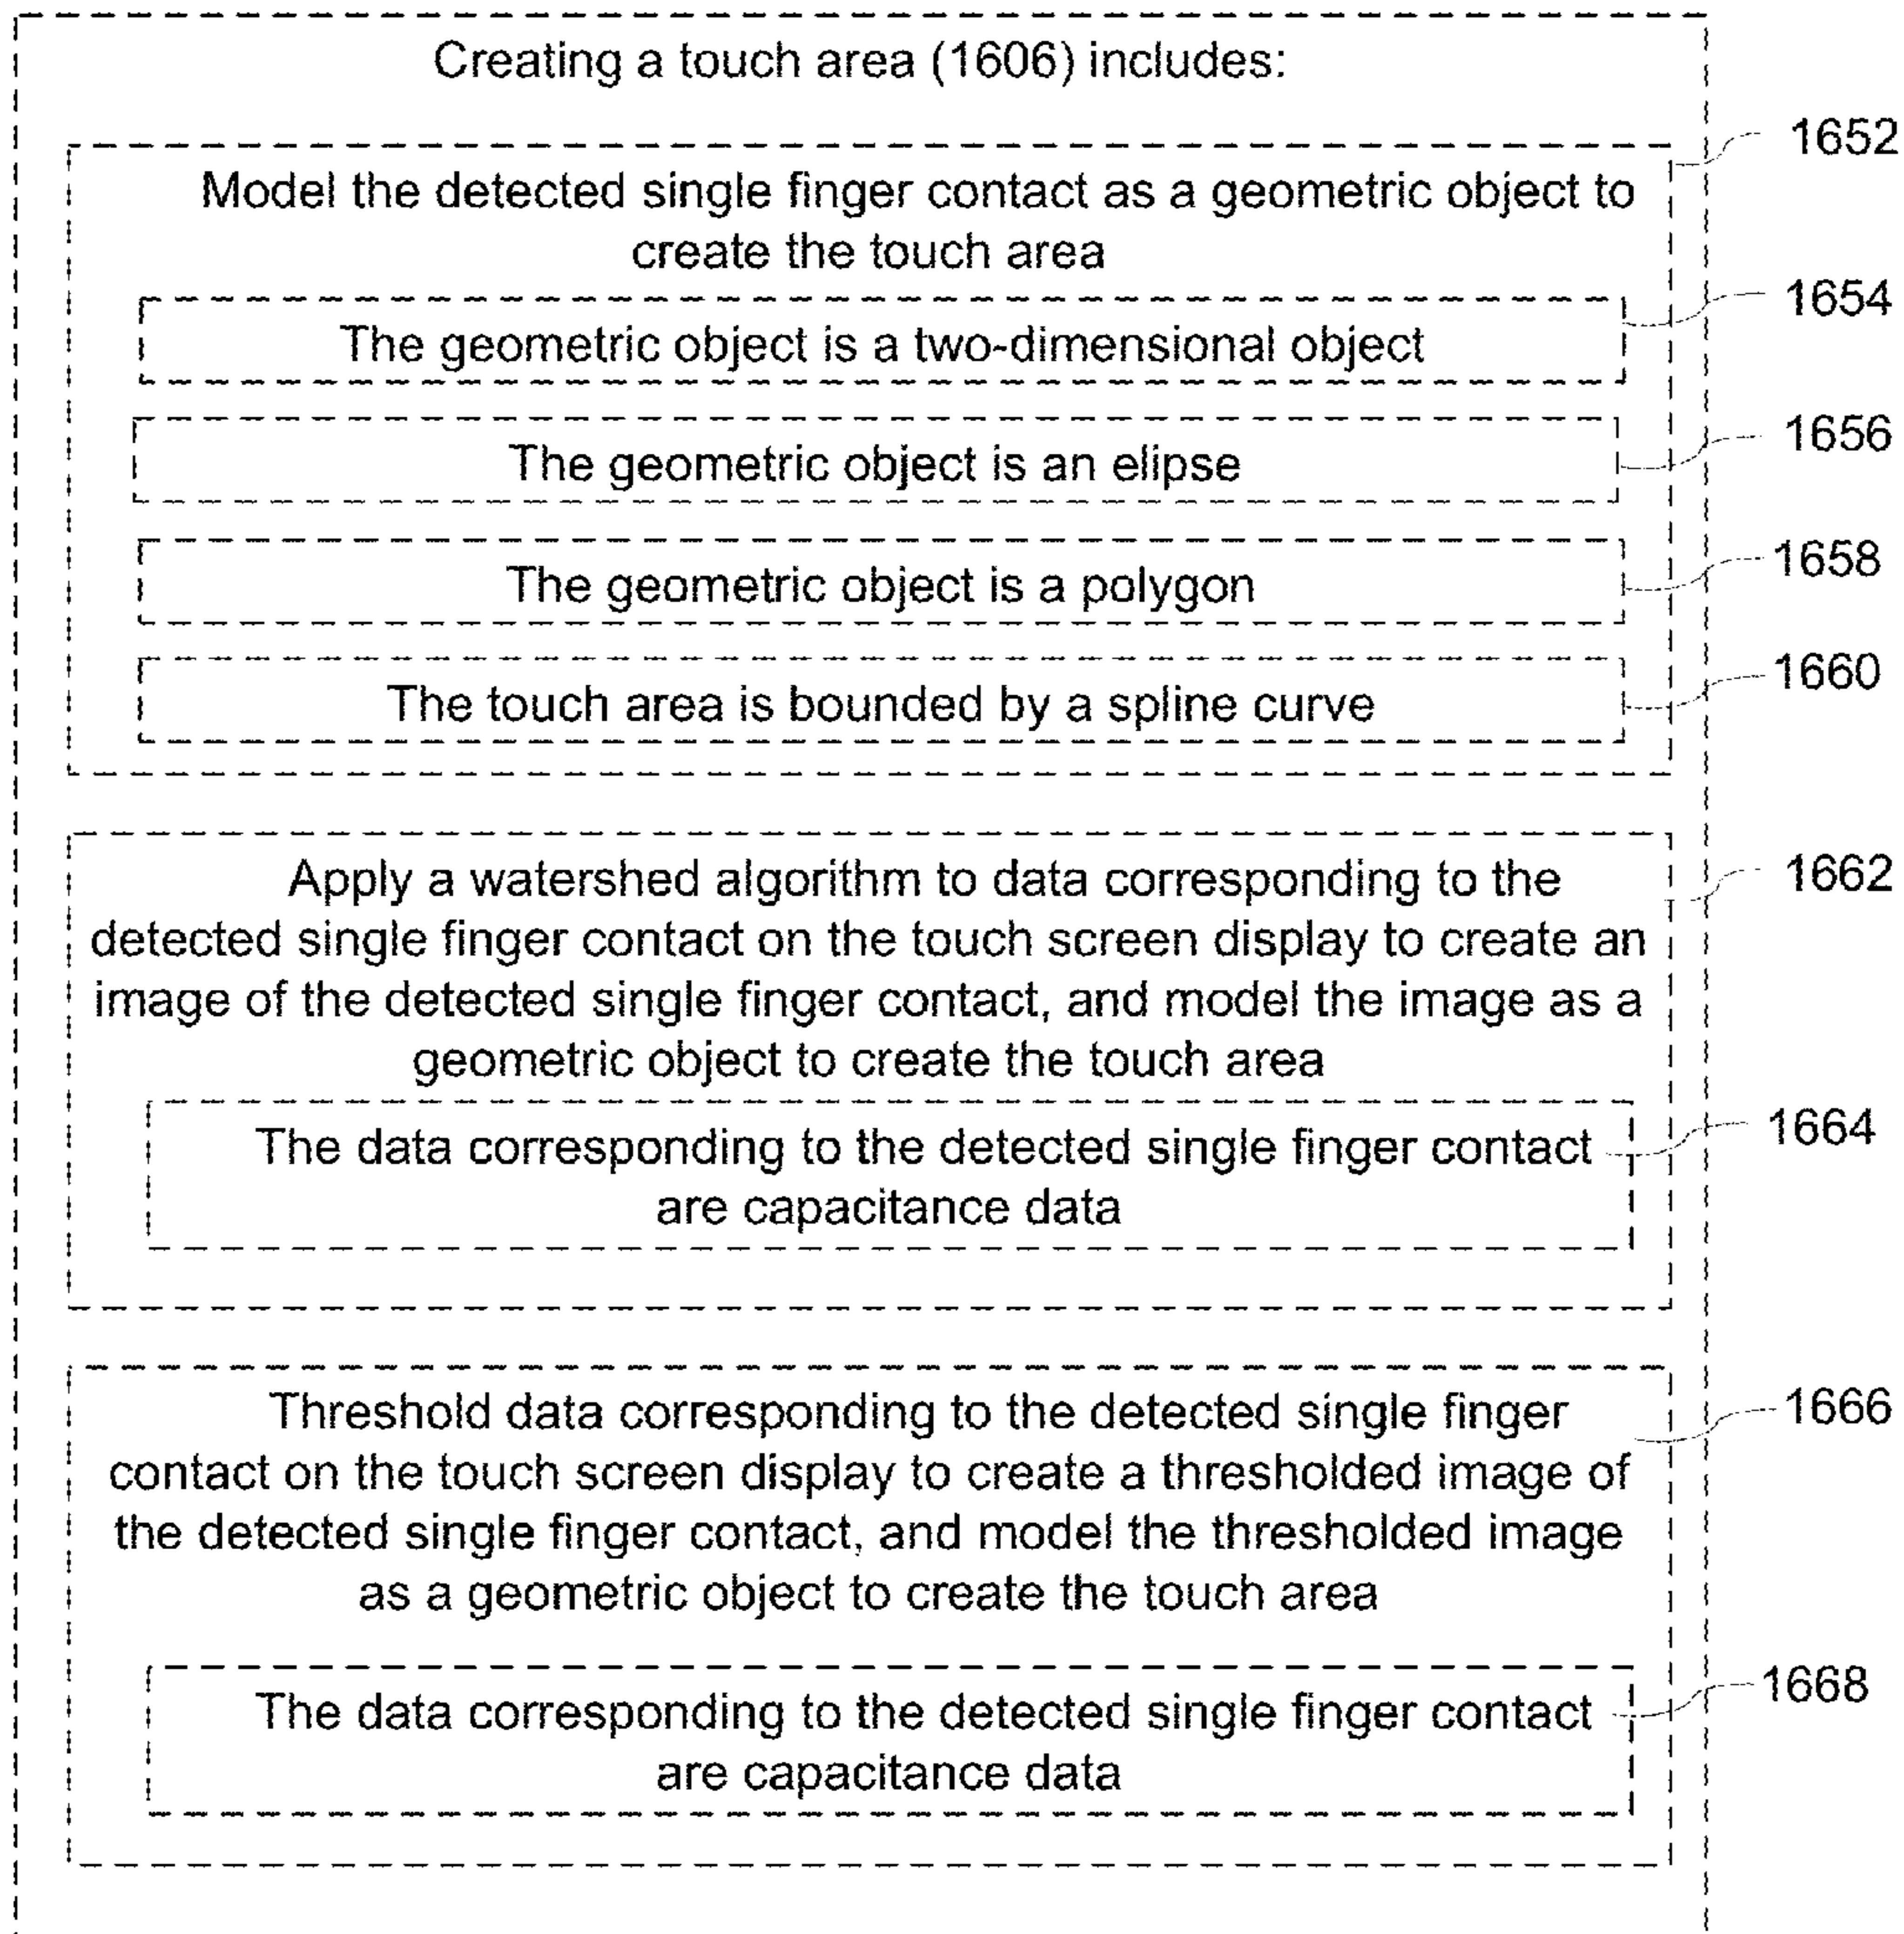 Creating a touch area (1606) includes:
1652
Model the detected single finger contact as a geometric object to
create the touch area
1654
The geometric object is a two-dimensional object
1656
The geometric object is an elipse
1658
The geometric object is a polygon
1660
The touch area is bounded by a spline curve
1662
Apply a watershed algorithm to data corresponding to the
detected single finger contact on the touch screen display to create an
image of the detected single finger contact, and model the image as a
geometric object to create the touch area
1664
The data corresponding to the detected single finger contact
are capacitance data
1666
Threshold data corresponding to the detected single finger
contact on the touch screen display to create a thresholded image of
the detected single finger contact, and model the thresholded image
as a geometric object to create the touch area
1668
The data corresponding to the detected single finger contact
are capacitance data